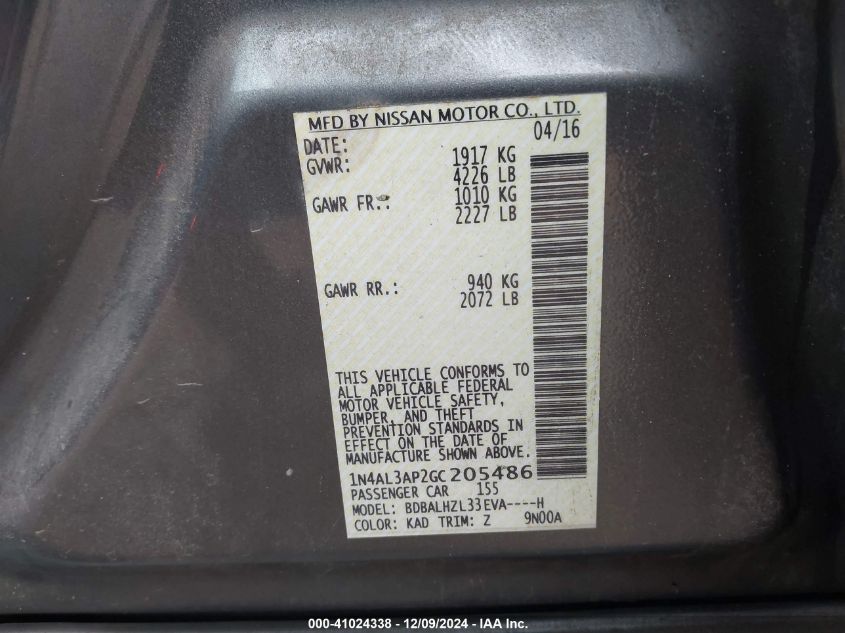 MFD BY NISSAN MOTOR CO., LTD.
DATE: 04/16
GVWR: 1917 KG
4226 LB
GAWR FR.: 1010 KG
2227 LB
GAWR RR.: 940 KG
2072 LB
THIS VEHICLE CONFORMS TO
ALL APPLICABLE FEDERAL
MOTOR VEHICLE SAFETY,
BUMPER, AND THEFT
PREVENTION STANDARDS IN
EFFECT ON THE DATE OF
MANUFACTURE SHOWN ABOVE.
1N4AL3AP2GC205486
PASSENGER CAR 155
MODEL: BDBALHZL33EVA----H
COLOR: KAD TRIM: Z 9N00A
000-41024338 - 12/09/2024 - IAA Inc.